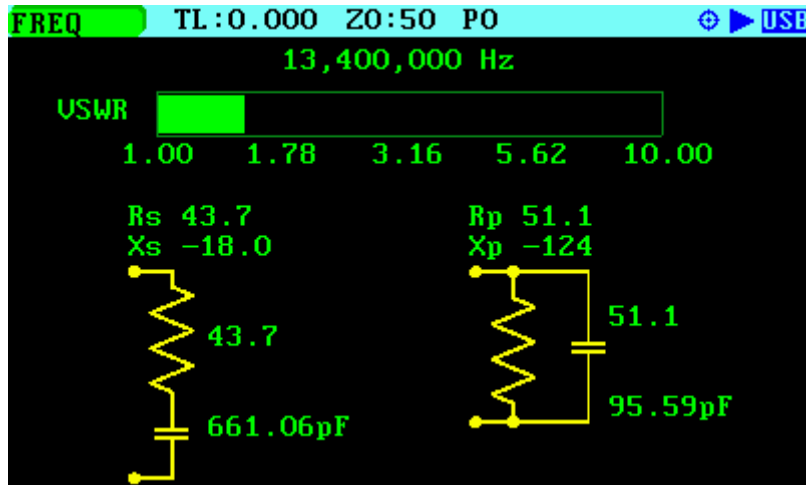 FREQ TL:0.000 Z0:50 P0 USB
13,400,000 Hz
VSWR
1.00 1.78 3.16 5.62 10.00
Rs 43.7 Rp 51.1
Xs -18.0 Xp -124
51.1
43.7
95.59pF
661.06pF